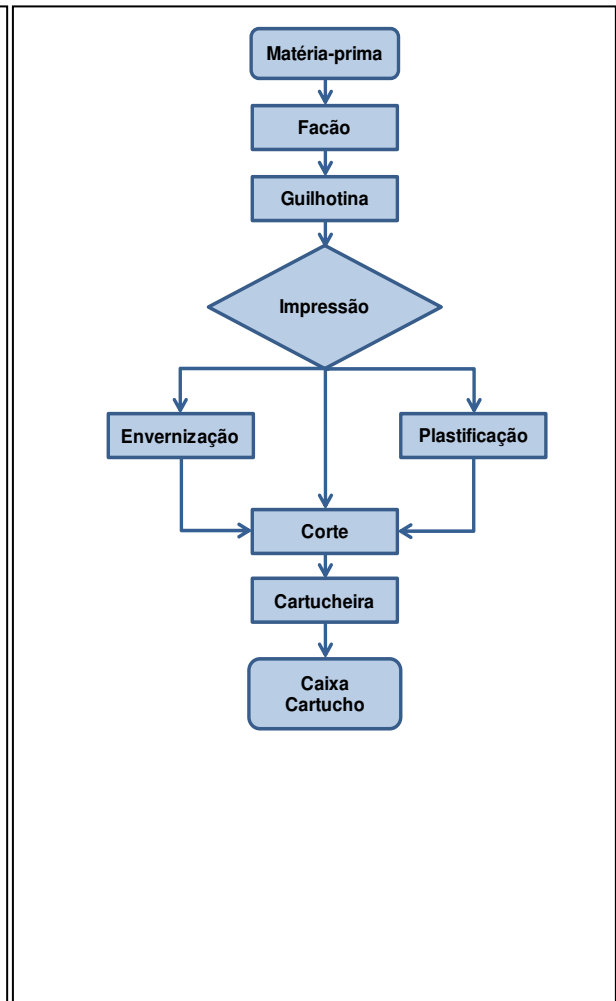 Matéria-prima
Facão
Guilhotina
Impressão
Envernização
Plastificação
Corte
Cartucheira
Caixa
Cartucho